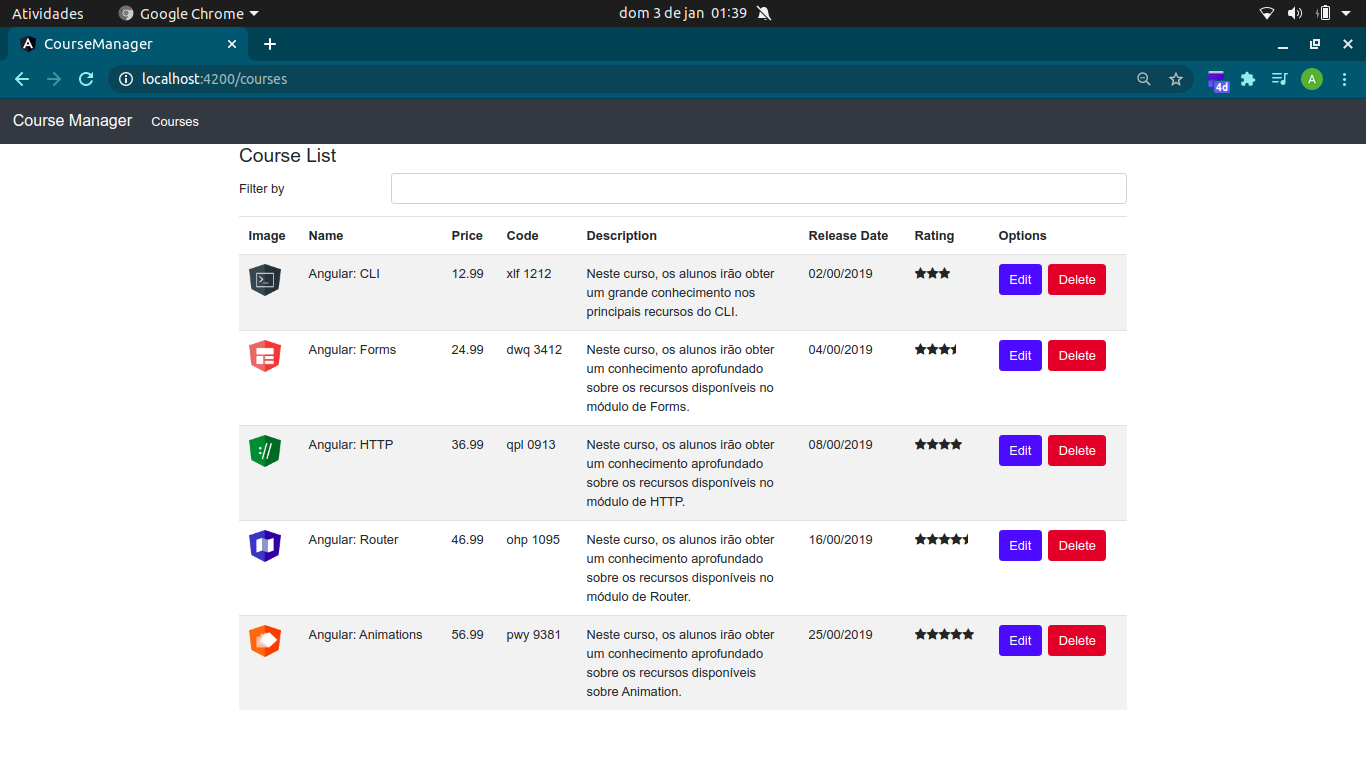 Atividades Google Chrome dom 3 de jan 01:39
CourseManager
localhost:4200/courses 4d A
Course Manager Courses
Course List
Filter by
Image Name Price Code Description Release Date Rating Options
Angular: CLI 12.99 xlf 1212 Neste curso, os alunos irão obter 02/00/2019 Edit Delete
um grande conhecimento nos
principais recursos do CLI.
Angular: Forms 24.99 dwq 3412 Neste curso, os alunos irão obter 04/00/2019 Edit Delete
um conhecimento aprofundado
sobre os recursos disponíveis no
módulo de Forms.
Angular: HTTP 36.99 qpl 0913 Neste curso, os alunos irão obter 08/00/2019 Edit Delete
um conhecimento aprofundado
sobre os recursos disponíveis no
módulo de HTTP.
Angular: Router 46.99 ohp 1095 Neste curso, os alunos irão obter 16/00/2019 Edit Delete
um conhecimento aprofundado
sobre os recursos disponíveis no
módulo de Router.
Angular: Animations 56.99 pwy 9381 Neste curso, os alunos irão obter 25/00/2019 Edit Delete
um conhecimento aprofundado
sobre os recursos disponíveis
sobre Animation.